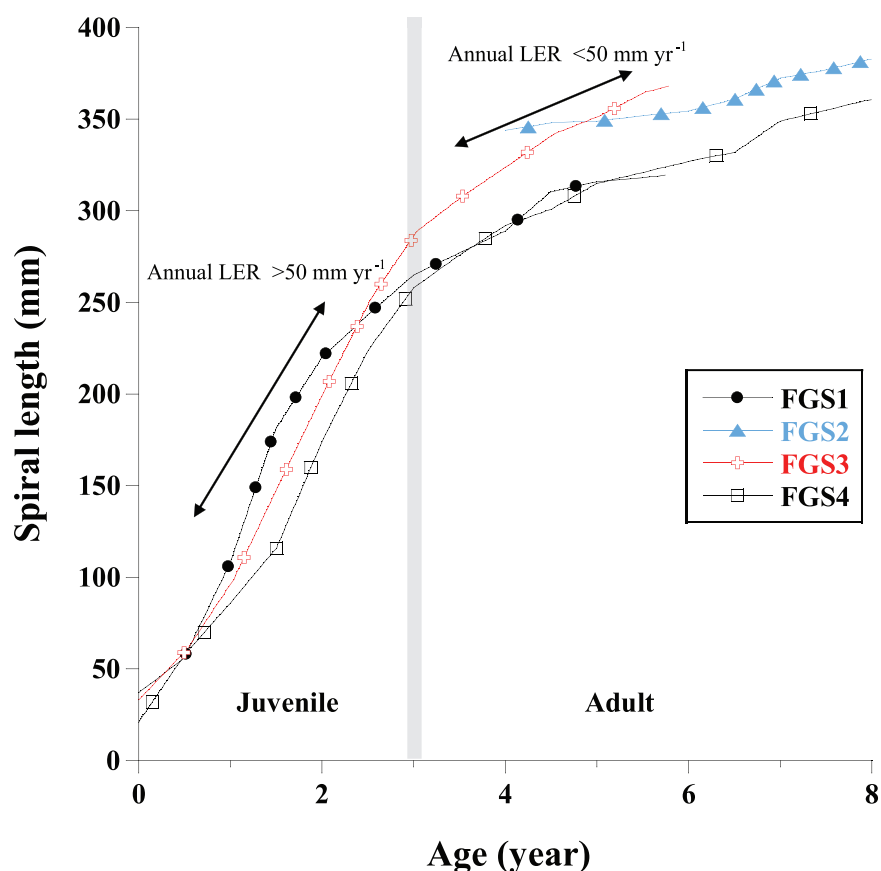 400
350
300
250
200
150
100
50
0
Spiral length (mm)
Annual LER <50 mm yr⁻¹
Annual LER >50 mm yr⁻¹
FGS1
FGS2
FGS3
FGS4
Juvenile
Adult
0 2 4 6 8
Age (year)